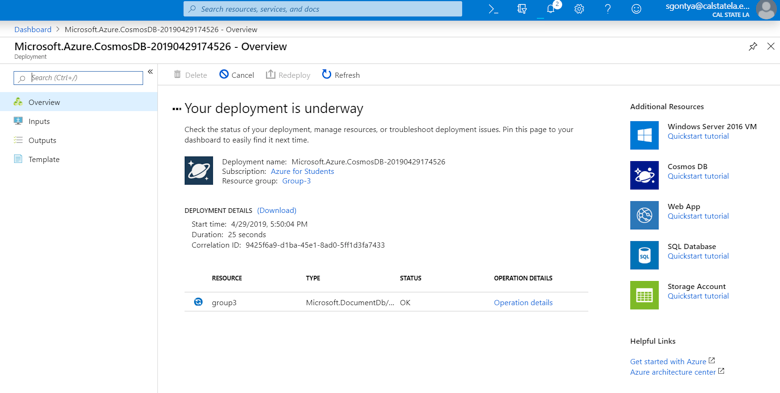 Search resources, services, and docs
2
sgontya@calstatela.e...
CAL STATE LA
Dashboard > Microsoft.Azure.CosmosDB-20190429174526 - Overview
Microsoft.Azure.CosmosDB-20190429174526 - Overview
Deployment
Search (Ctrl+/)
Overview
Inputs
Outputs
Template
Delete Cancel Redeploy Refresh
Your deployment is underway
Check the status of your deployment, manage resources, or troubleshoot deployment issues. Pin this page to your
dashboard to easily find it next time.
Deployment name: Microsoft.Azure.CosmosDB-20190429174526
Subscription: Azure for Students
Resource group: Group-3
DEPLOYMENT DETAILS (Download)
Start time: 4/29/2019, 5:50:04 PM
Duration: 25 seconds
Correlation ID: 9425f6a9-d1ba-45e1-8ad0-5ff1d3fa7433
RESOURCE TYPE STATUS OPERATION DETAILS
group3 Microsoft.DocumentDb/... OK Operation details
Additional Resources
Windows Server 2016 VM
Quickstart tutorial
Cosmos DB
Quickstart tutorial
Web App
Quickstart tutorial
SQL
SQL Database
Quickstart tutorial
Storage Account
Quickstart tutorial
Helpful Links
Get started with Azure
Azure architecture center